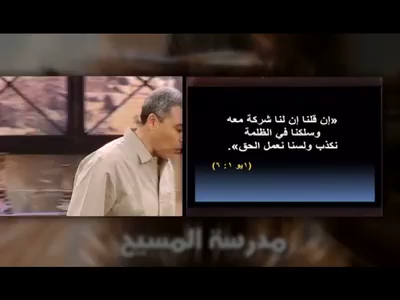 «إن قلنا إن لنا شركة معه
وسلكنا في الظلمة
نكذب ولسنا نعمل الحق».
(١يو ١ : ٦)
مدرسة المسيح